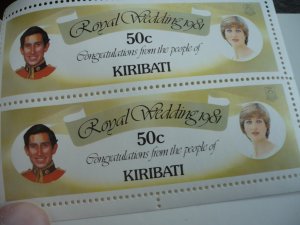 Royal Wedding 1981
50c
Congratulations from the people of
KIRIBATI
Royal Wedding 1981
50c
Congratulations from the people of
KIRIBATI